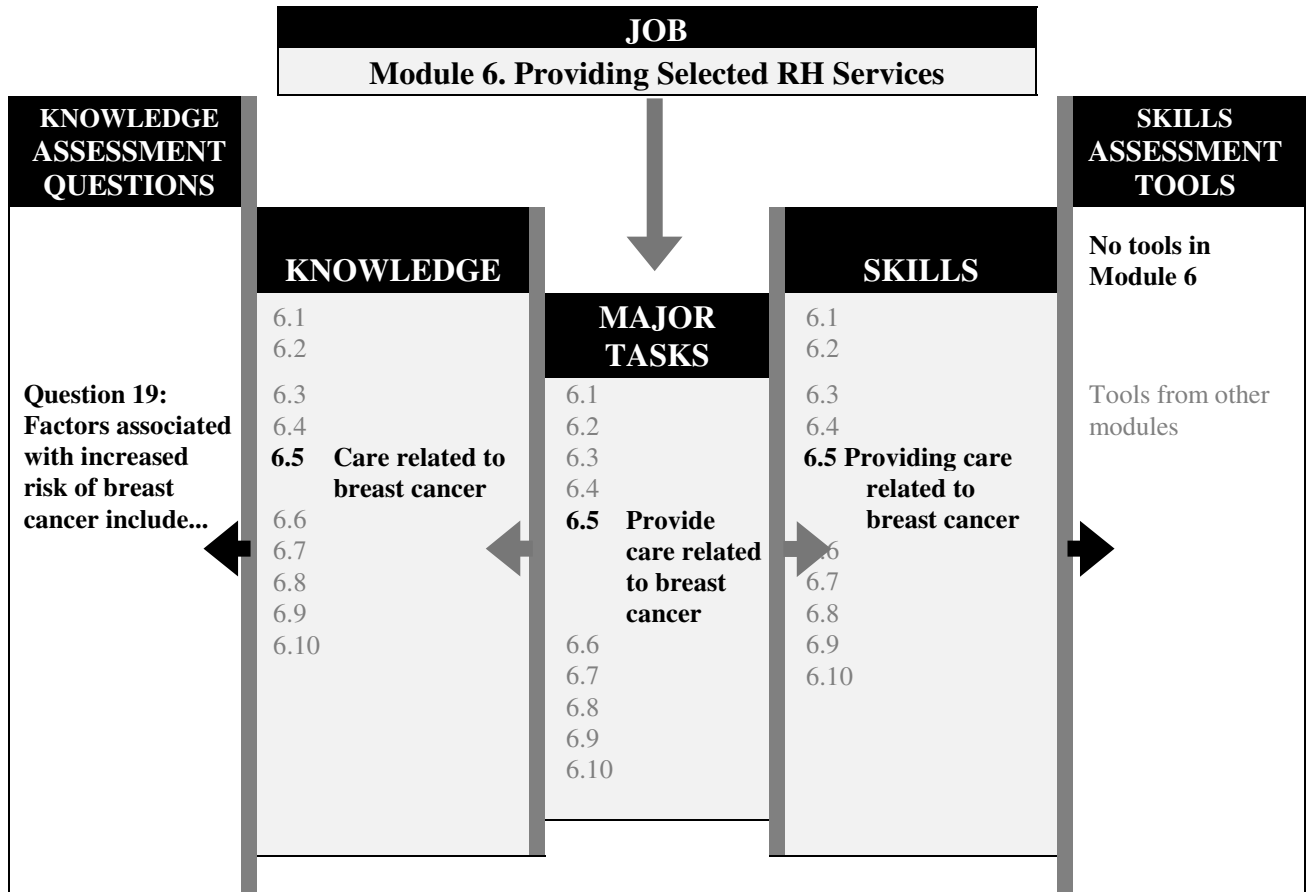 JOB
Module 6. Providing Selected RH Services
KNOWLEDGE
ASSESSMENT
QUESTIONS
Question 19:
Factors associated
with increased
risk of breast
cancer include...
KNOWLEDGE
6.1
6.2
6.3
6.4
6.5 Care related to
breast cancer
6.6
6.7
6.8
6.9
6.10
MAJOR
TASKS
6.1
6.2
6.3
6.4
6.5 Provide
care related
to breast
cancer
6.6
6.7
6.8
6.9
6.10
SKILLS
6.1
6.2
6.3
6.4
6.5 Providing care
related to
breast cancer
6.6
6.7
6.8
6.9
6.10
SKILLS
ASSESSMENT
TOOLS
No tools in
Module 6
Tools from other
modules